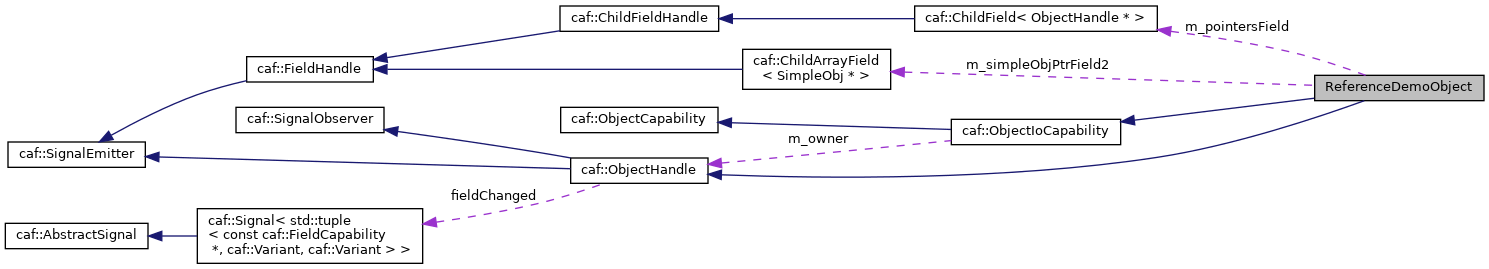 caf::ChildFieldHandle
caf::ChildField< ObjectHandle * >
m_pointersField
caf::FieldHandle
caf::ChildArrayField
< SimpleObj * >
m_simpleObjPtrField2
ReferenceDemoObject
caf::SignalObserver
caf::ObjectCapability
caf::ObjectIoCapability
m_owner
caf::SignalEmitter
caf::ObjectHandle
fieldChanged
caf::AbstractSignal
caf::Signal< std::tuple
< const caf::FieldCapability
*, caf::Variant, caf::Variant > >